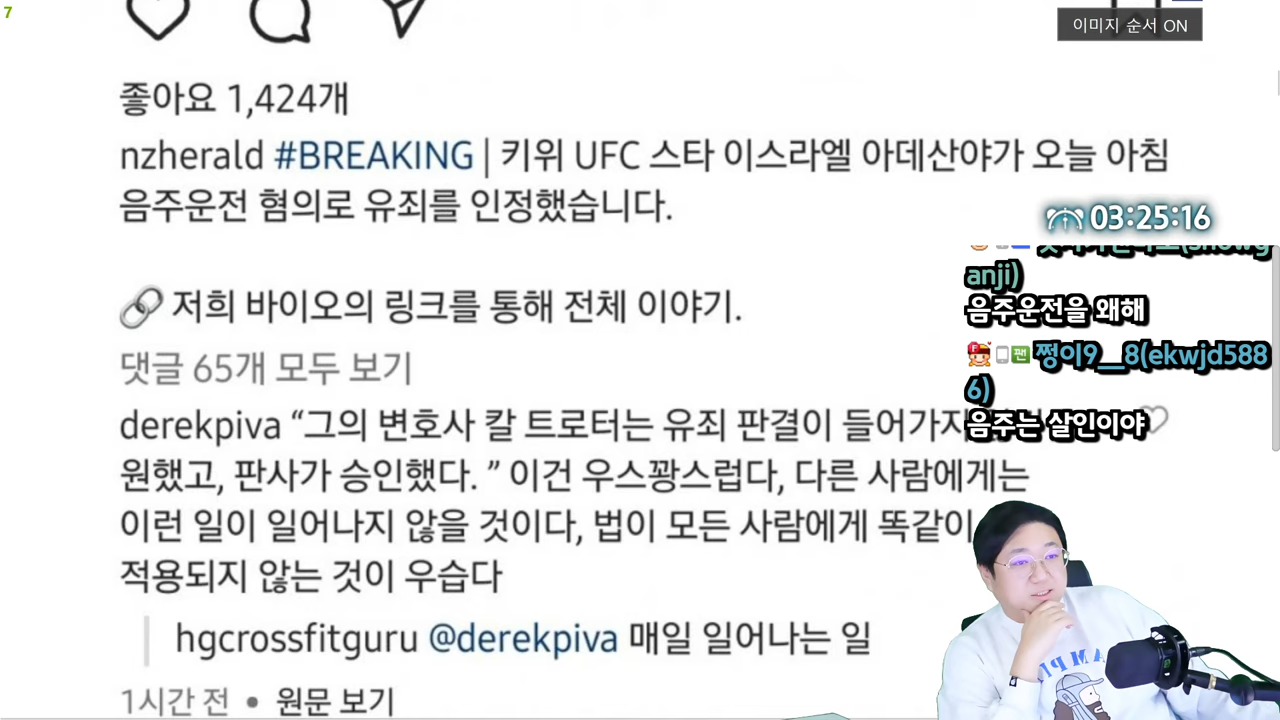 7
이미지 순서 ON
좋아요 1,424개
nzherald #BREAKING | 키위 UFC 스타 이스라엘 아데산야가 오늘 아침
음주운전 혐의로 유죄를 인정했습니다.
03:25:16
anji)
음주운전을 왜해
쩡이9__8(ekwjd588
6)
음주는 살인이야
저희 바이오의 링크를 통해 전체 이야기.
댓글 65개 모두 보기
derekpiva “그의 변호사 칼 트로터는 유죄 판결이 들어가지
원했고, 판사가 승인했다. ” 이건 우스꽝스럽다, 다른 사람에게는
이런 일이 일어나지 않을 것이다, 법이 모든 사람에게 똑같이
적용되지 않는 것이 우습다
hgcrossfitguru @derekpiva 매일 일어나는 일
1시간 전 • 원문 보기